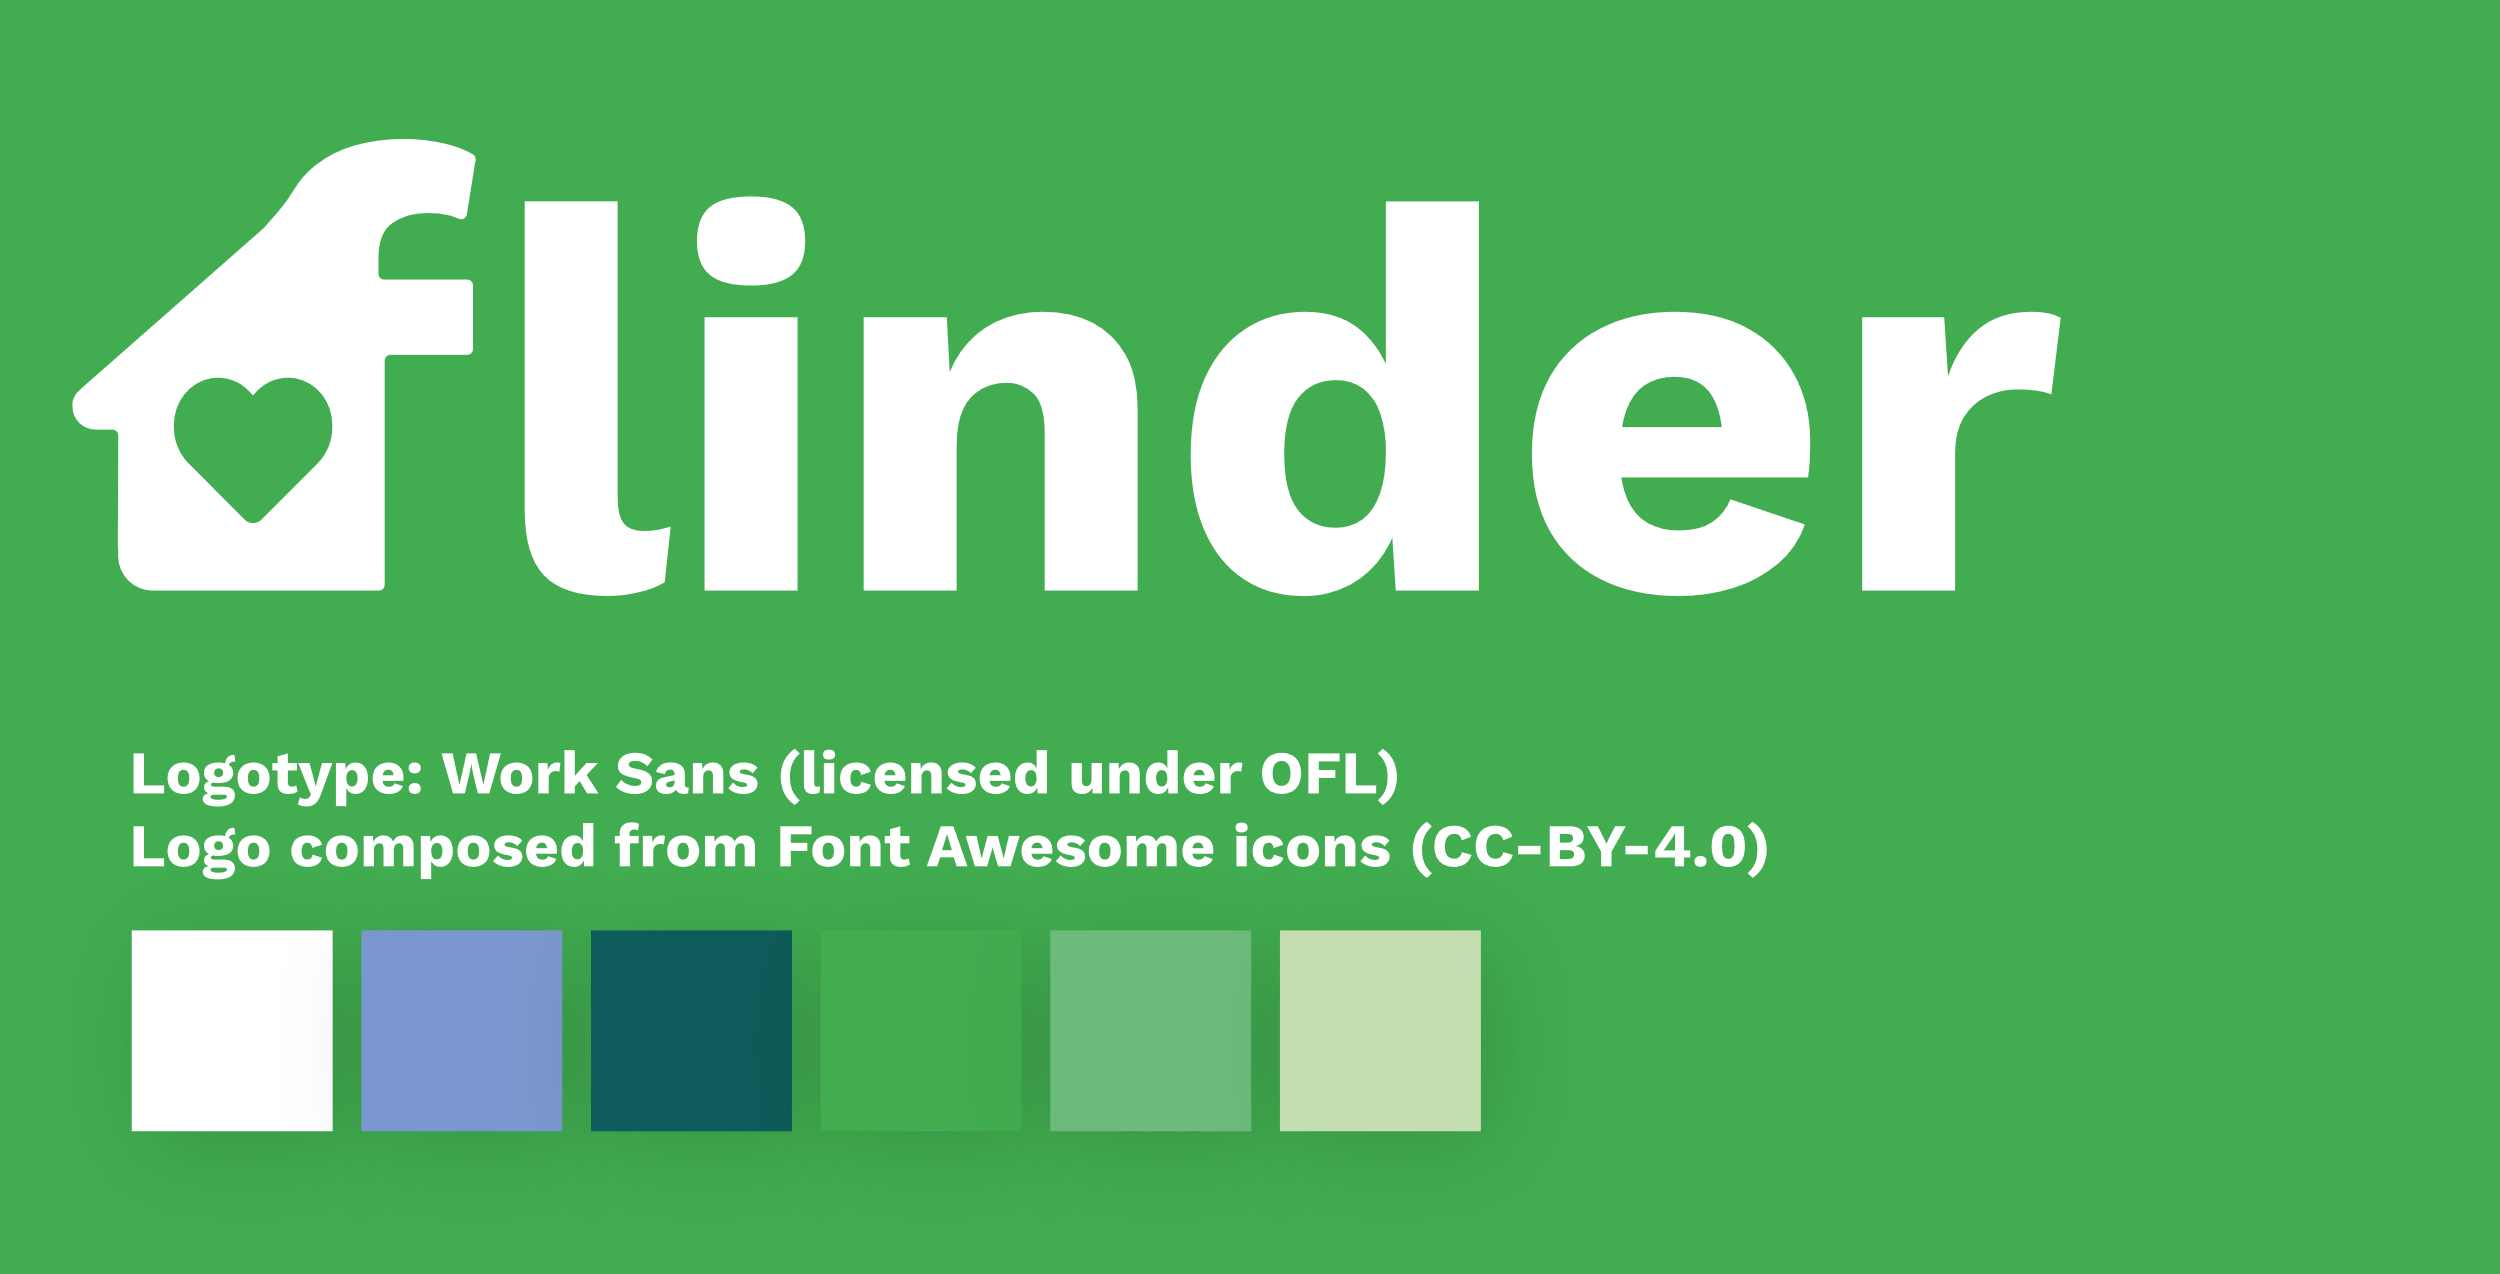 flinder
Logotype: Work Sans (licensed under OFL)
Logo composed from Font Awesome icons (CC-BY-4.0)